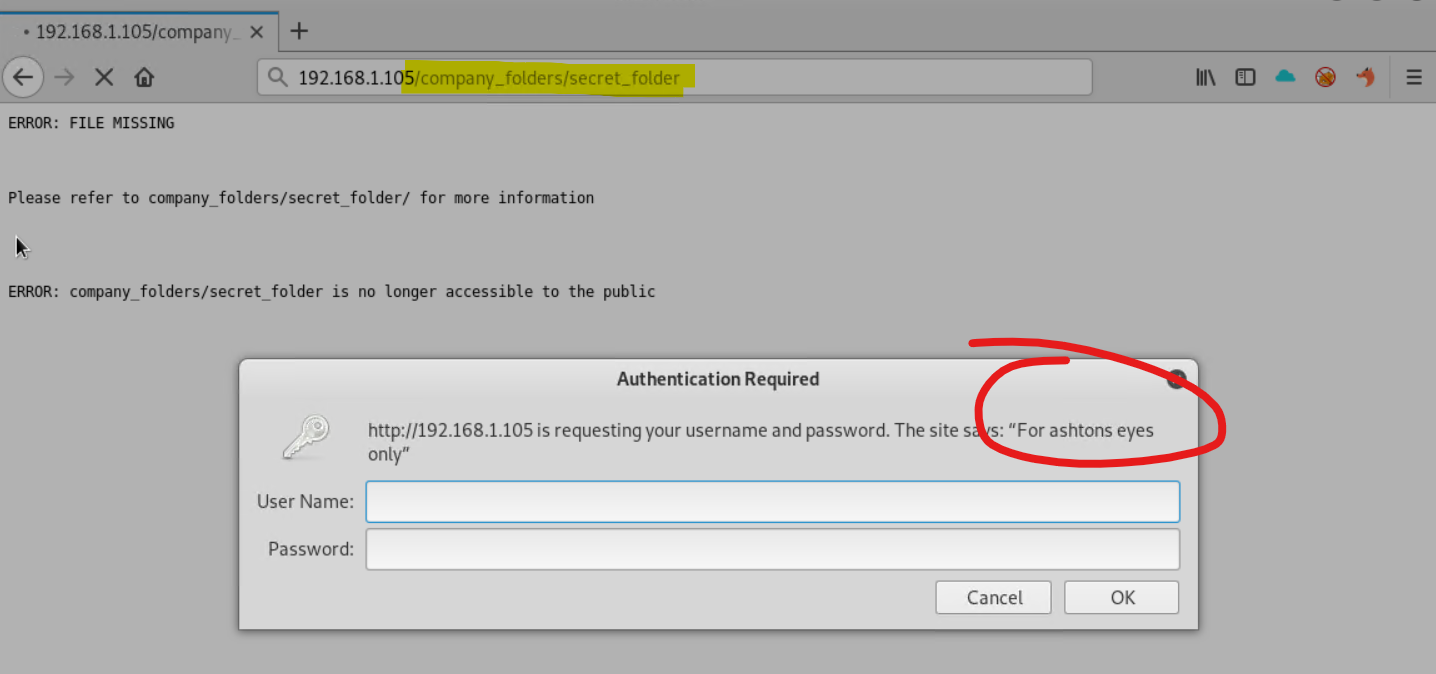 192.168.1.105/company_
192.168.1.105/company_folders/secret_folder
ERROR: FILE MISSING
Please refer to company_folders/secret_folder/ for more information
ERROR: company_folders/secret_folder is no longer accessible to the public
Authentication Required
http://192.168.1.105 is requesting your username and password. The site says: “For ashtons eyes
only”
User Name:
Password:
Cancel
OK